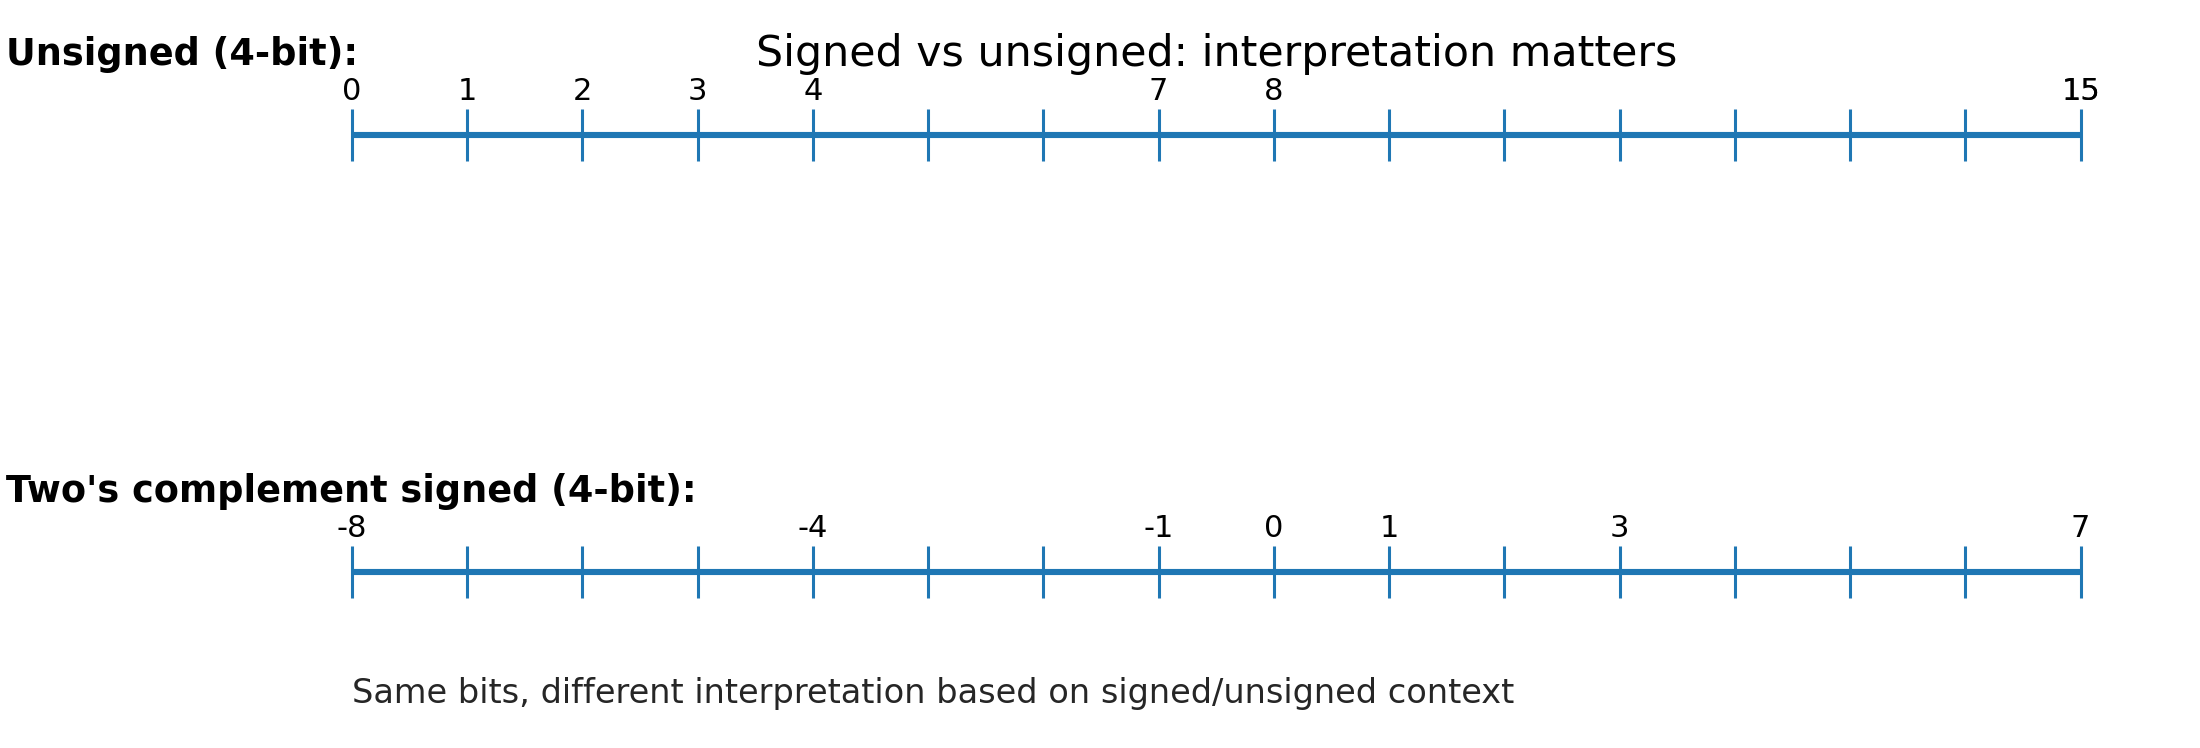 Unsigned (4-bit):
Signed vs unsigned: interpretation matters
0 1 2 3 4 7 8 15
Two's complement signed (4-bit):
-8 -4 -1 0 1 3 7
Same bits, different interpretation based on signed/unsigned context